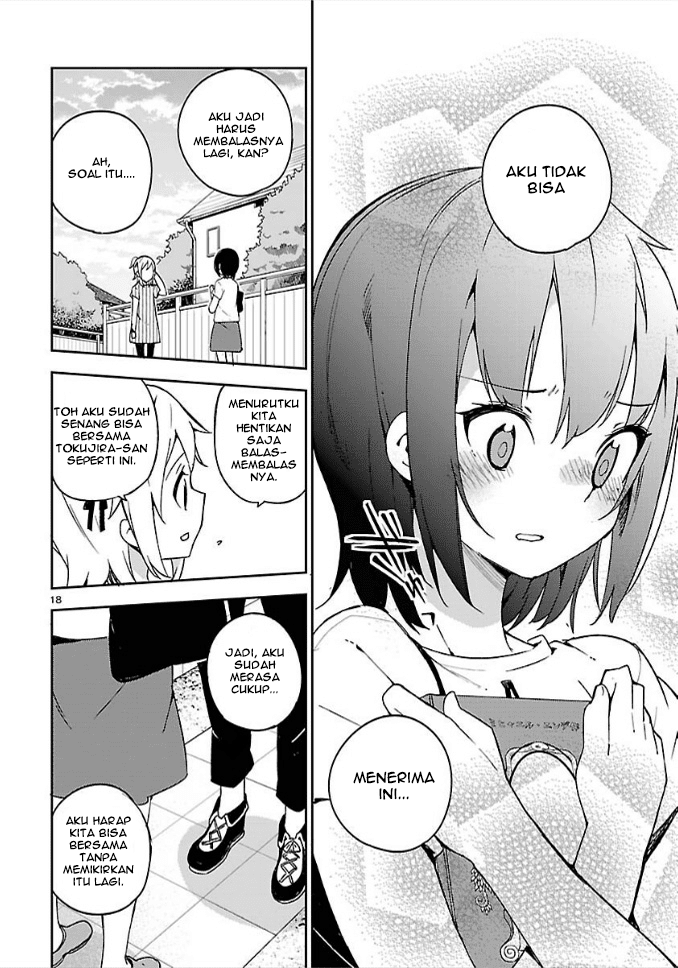 AKU TIDAK
BISA
MENERIMA
INI...
AKU JADI
HARUS
MEMBALASNYA
LAGI, KAN?
AH,
SOAL ITU....
MENURUTKU
KITA
HENTIKAN
SAJA
BALAS-
MEMBALAS
NYA.
TOH AKU SUDAH
SENANG BISA
BERSAMA
TOKUJIRA-SAN
SEPERTI INI.
18
JADI, AKU
SUDAH
MERASA
CUKUP...
AKU HARAP
KITA BISA
BERSAMA
TANPA
MEMIKIRKAN
ITU LAGI.